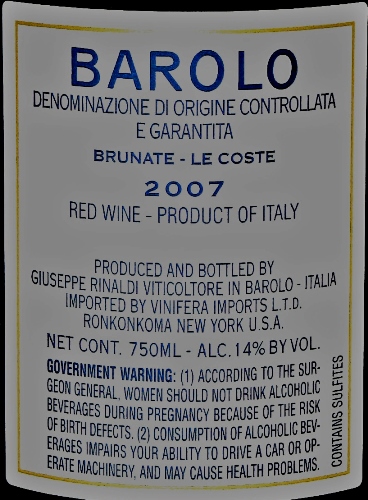 BAROLO
DENOMINAZIONE DI ORIGINE CONTROLLATA
E GARANTITA
BRUNATE - LE COSTE
2007
RED WINE - PRODUCT OF ITALY
PRODUCED AND BOTTLED BY
GIUSEPPE RINALDI VITICOLTORE IN BAROLO - ITALIA
IMPORTED BY VINIFERA IMPORTS L.T.D.
RONKONKOMA NEW YORK U.S.A.
NET CONT. 750ML - ALC. 14% BY VOL.
GOVERNMENT WARNING: (1) ACCORDING TO THE SUR-
GEON GENERAL, WOMEN SHOULD NOT DRINK ALCOHOLIC
BEVERAGES DURING PREGNANCY BECAUSE OF THE RISK
OF BIRTH DEFECTS. (2) CONSUMPTION OF ALCOHOLIC BEV-
ERAGES IMPAIRS YOUR ABILITY TO DRIVE A CAR OR OP-
ERATE MACHINERY, AND MAY CAUSE HEALTH PROBLEMS.
CONTAINS SULFITES